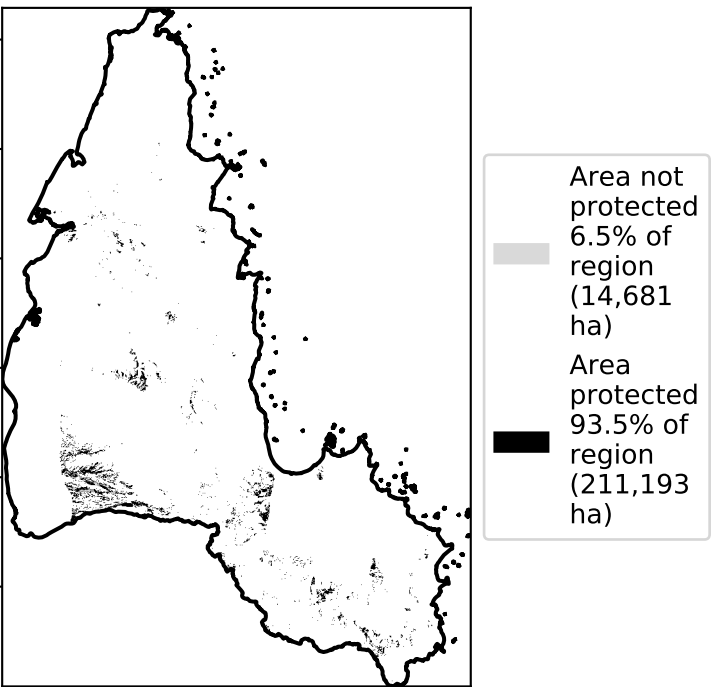 Area not
protected
6.5% of
region
(14,681
ha)
Area
protected
93.5% of
region
(211,193
ha)